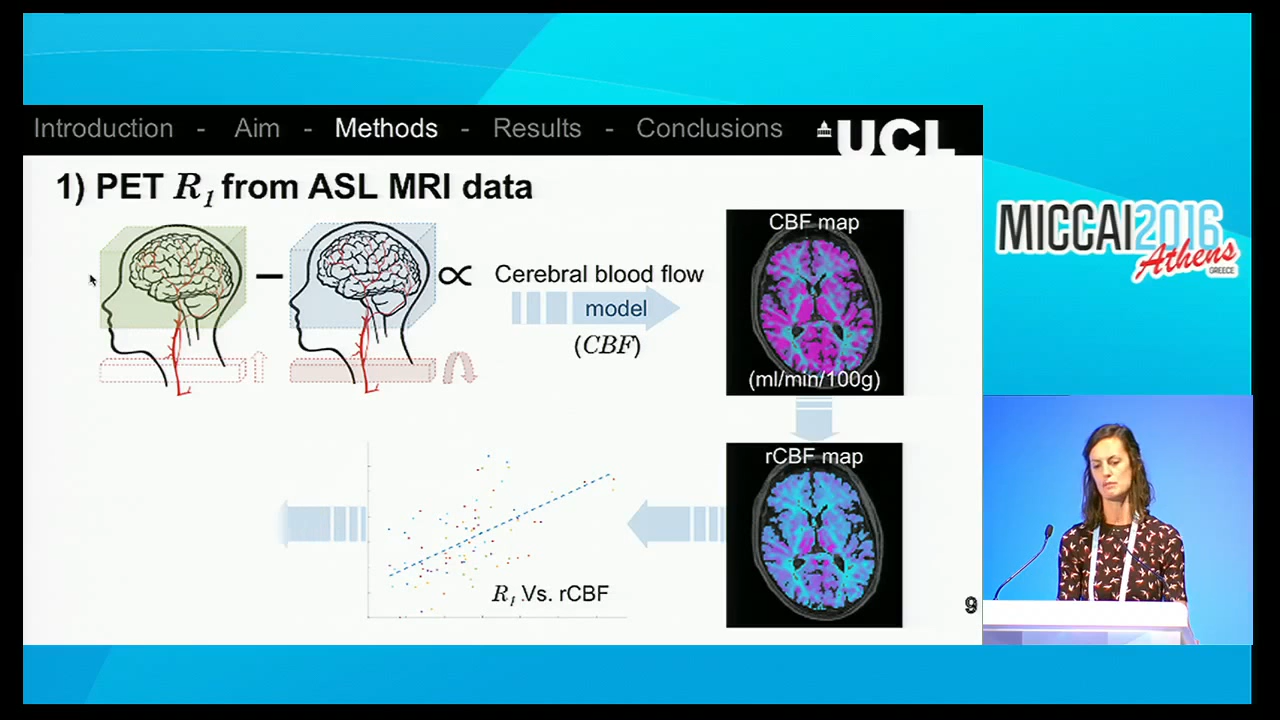 Introduction - Aim - Methods - Results - Conclusions
UCL
1) PET R1 from ASL MRI data
CBF map
Cerebral blood flow
model
(CBF)
(ml/min/100g)
rCBF map
R1 Vs. rCBF
9
MICCAI2016
Athens
GREECE